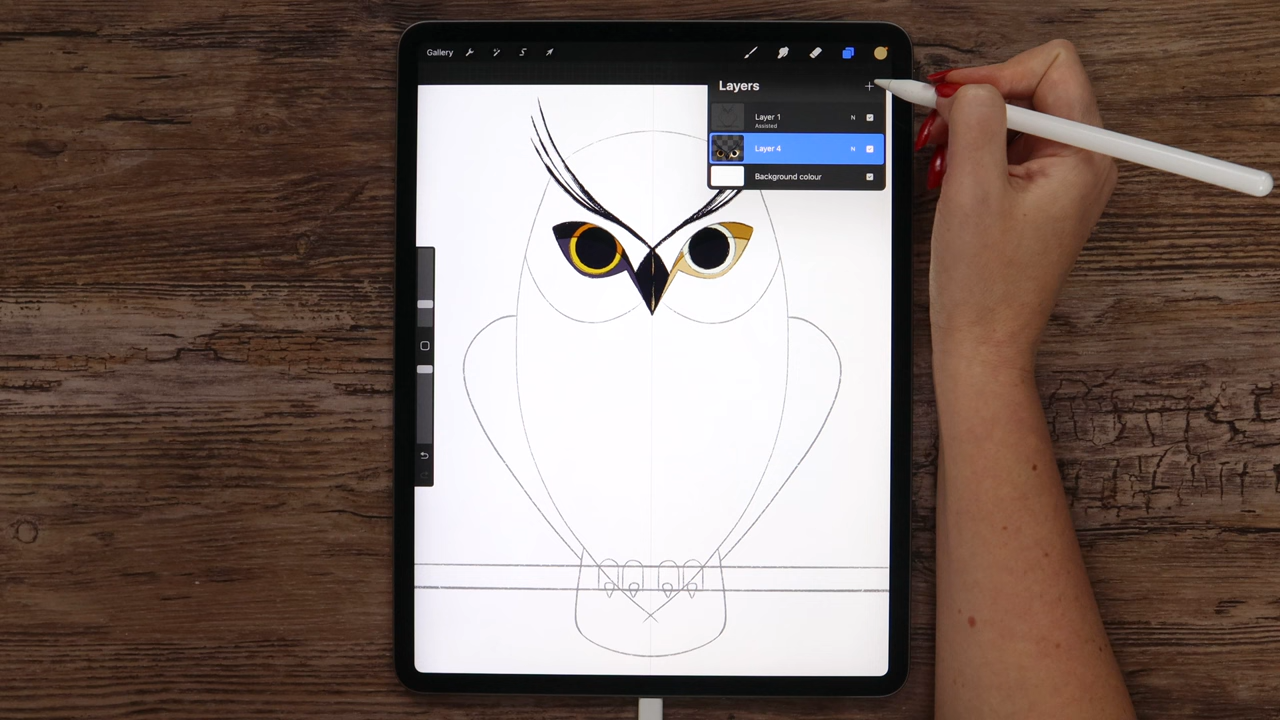 Gallery
Layers
Layer 1
N
Assisted
Layer 4
N
Background colour